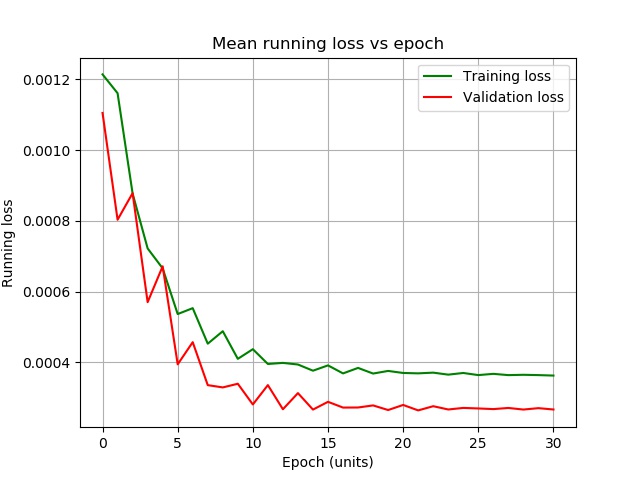 Mean running loss vs epoch
Training loss
Validation loss
0.0012
0.0010
0.0008
0.0006
0.0004
Running loss
0
5
10
15
20
25
30
Epoch (units)